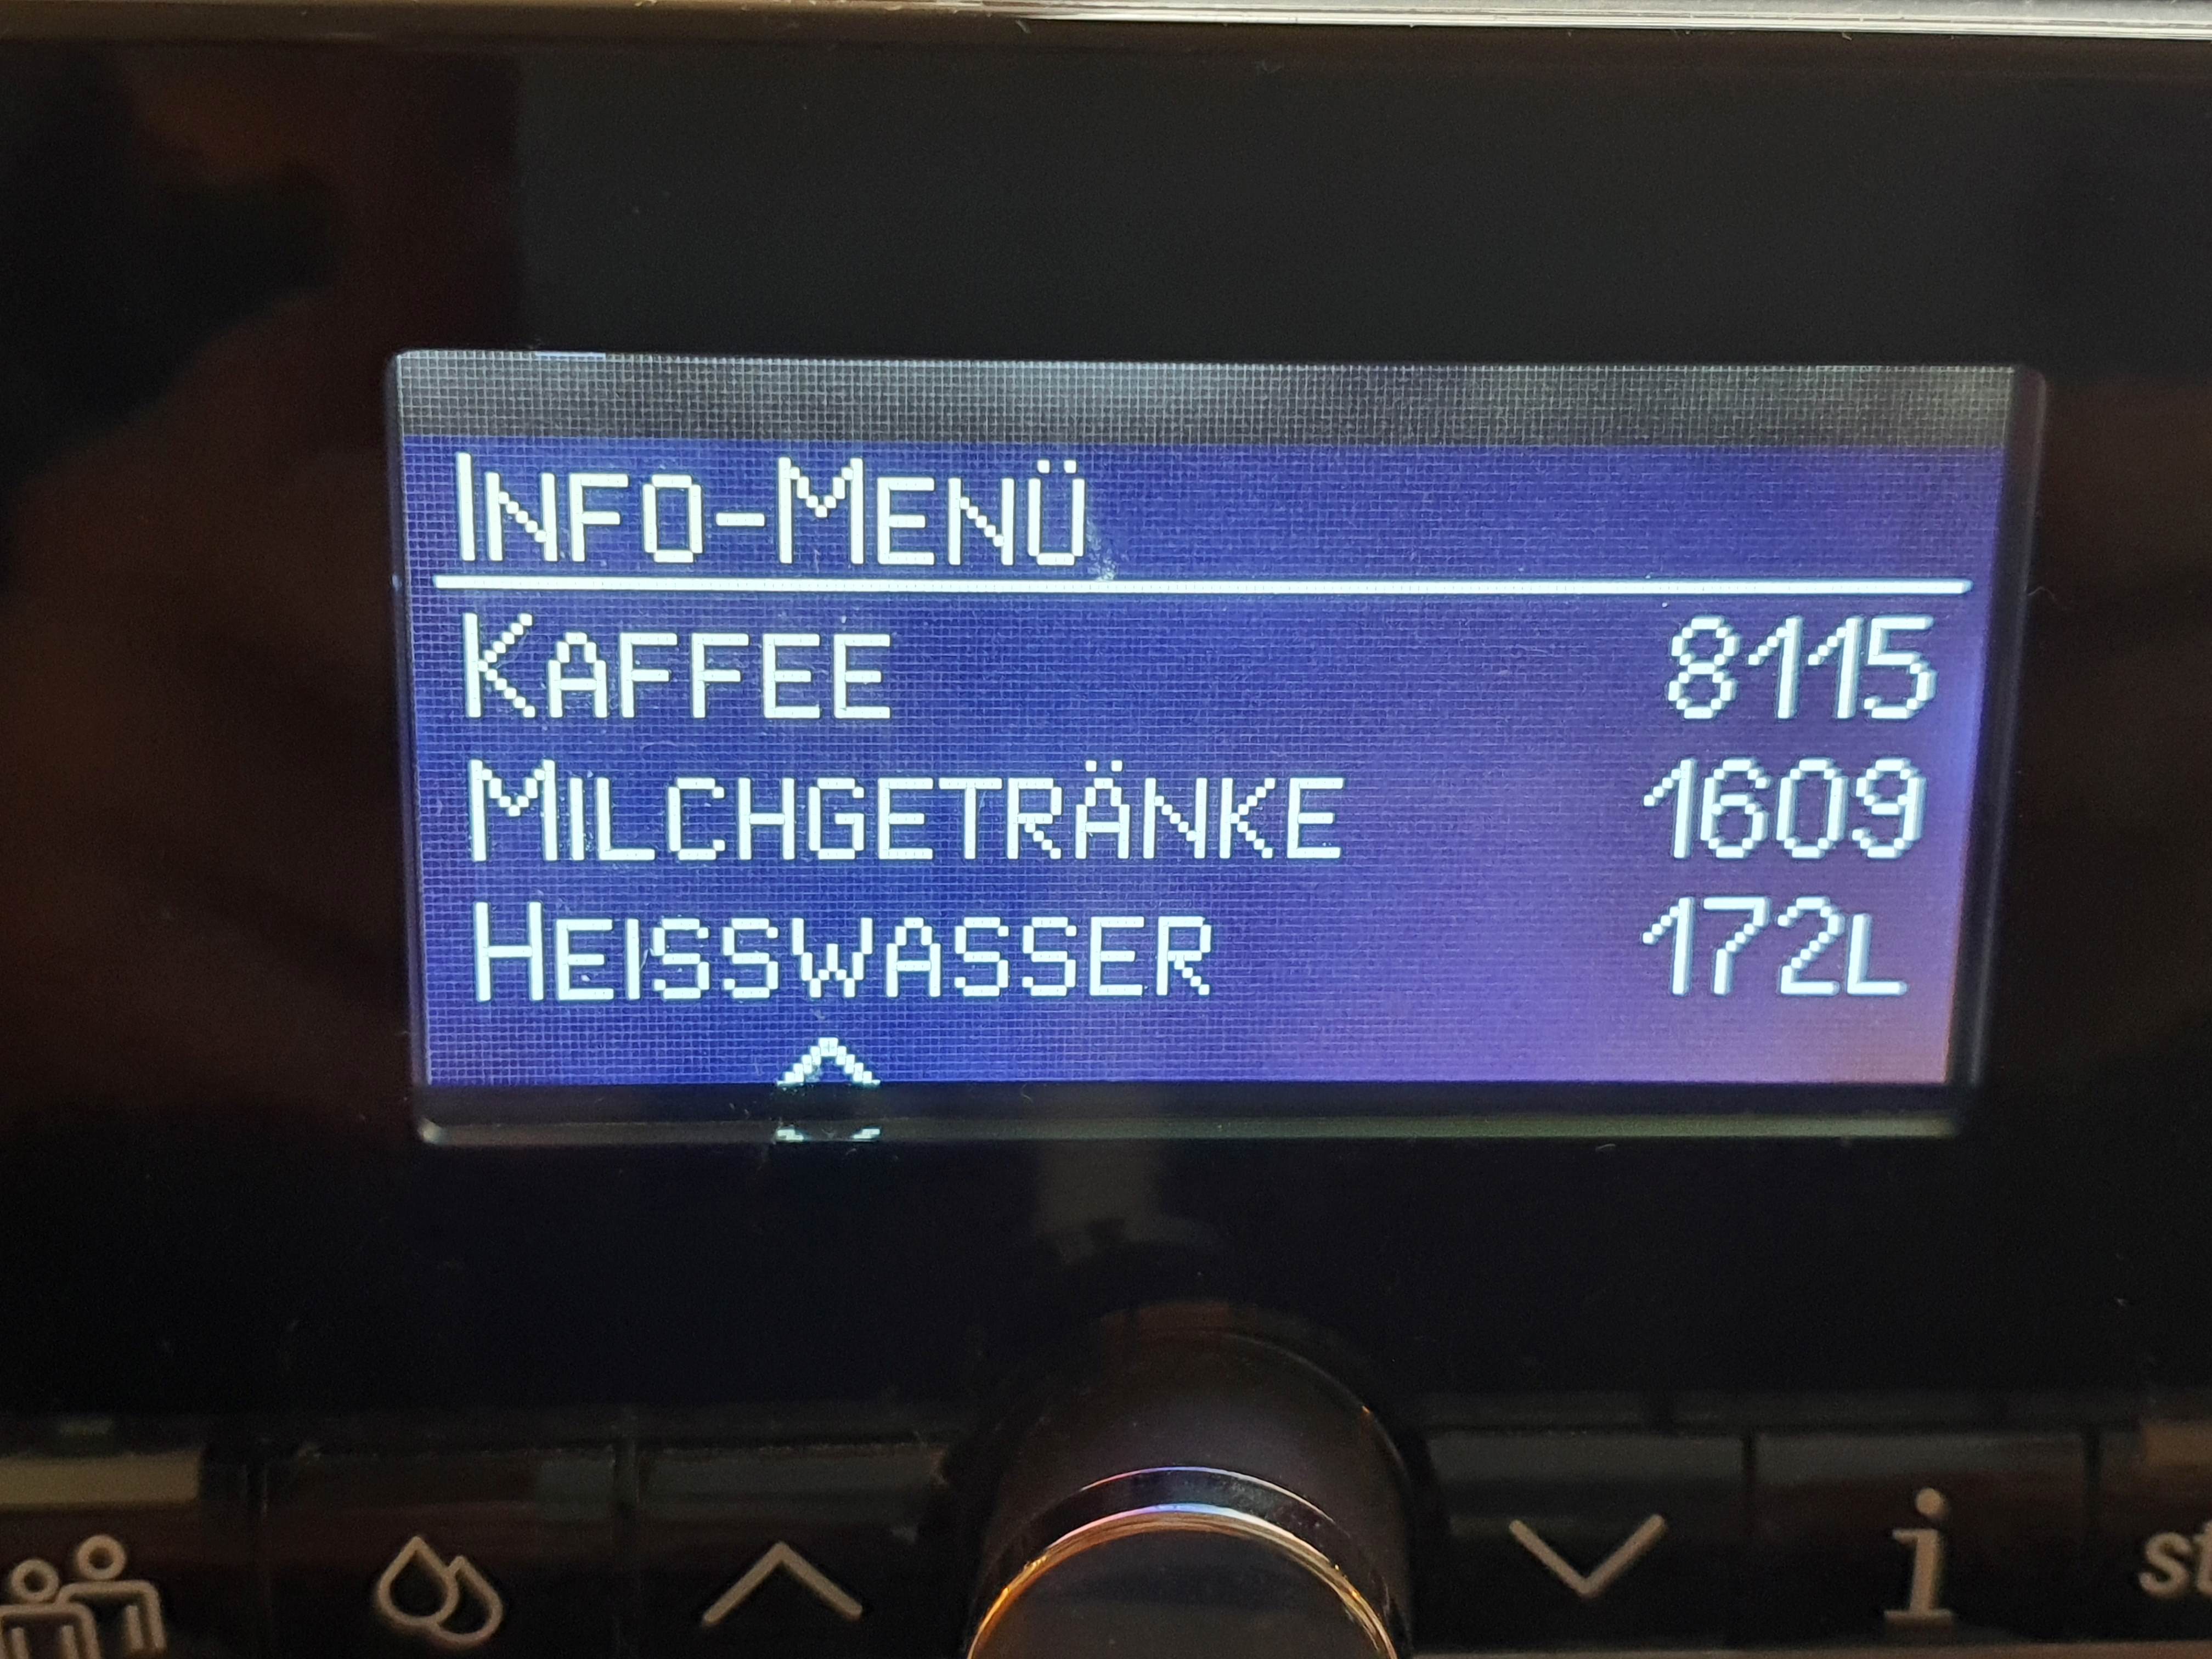 INFO-MENÜ
KAFFEE 8115
MILCHGETRÄNKE 1609
HEISSWASSER 172L
i